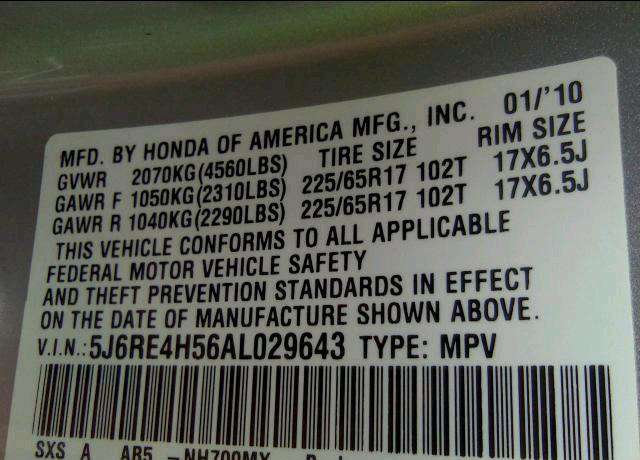 MFD. BY HONDA OF AMERICA MFG., INC. 01/'10
GVWR 2070KG(4560LBS) TIRE SIZE RIM SIZE
GAWR F 1050KG(2310LBS) 225/65R17 102T 17X6.5J
GAWR R 1040KG(2290LBS) 225/65R17 102T 17X6.5J
THIS VEHICLE CONFORMS TO ALL APPLICABLE
FEDERAL MOTOR VEHICLE SAFETY
AND THEFT PREVENTION STANDARDS IN EFFECT
ON THE DATE OF MANUFACTURE SHOWN ABOVE.
V.I.N.:5J6RE4H56AL029643 TYPE: MPV
SXS A AB5 - NH700MX